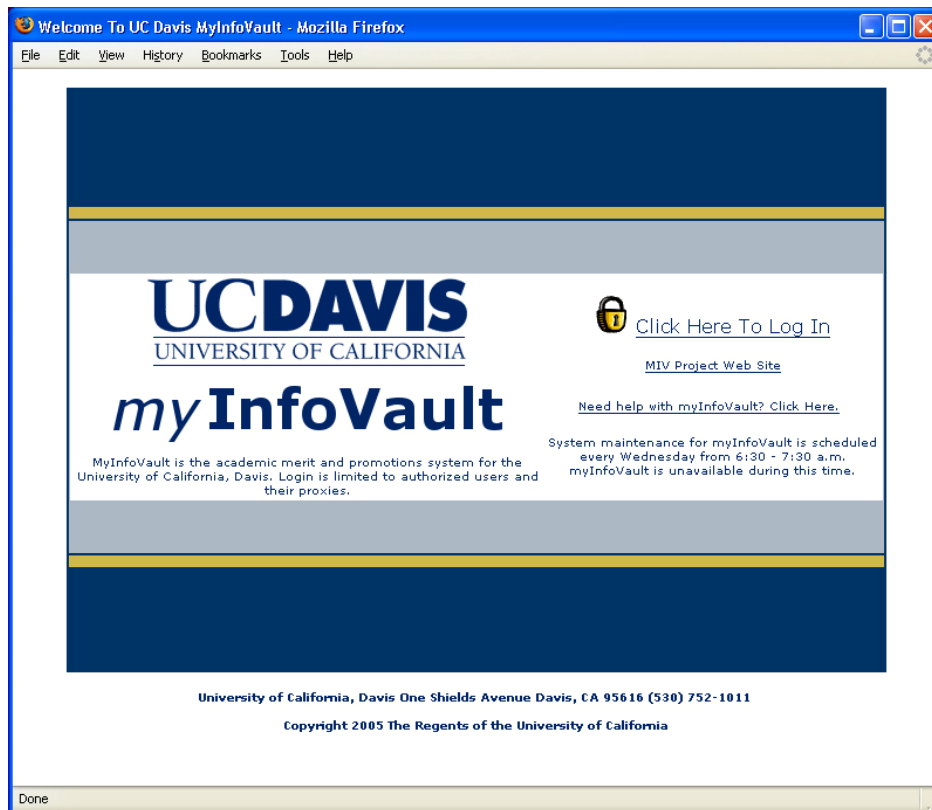 Welcome To UC Davis MyInfoVault - Mozilla Firefox
File Edit View History Bookmarks Tools Help
UCDAVIS
UNIVERSITY OF CALIFORNIA
myInfoVault
MyInfoVault is the academic merit and promotions system for the
University of California, Davis. Login is limited to authorized users and
their proxies.
Click Here To Log In
MIV Project Web Site
Need help with myInfoVault? Click Here.
System maintenance for myInfoVault is scheduled
every Wednesday from 6:30 - 7:30 a.m.
myInfoVault is unavailable during this time.
University of California, Davis One Shields Avenue Davis, CA 95616 (530) 752-1011
Copyright 2005 The Regents of the University of California
Done